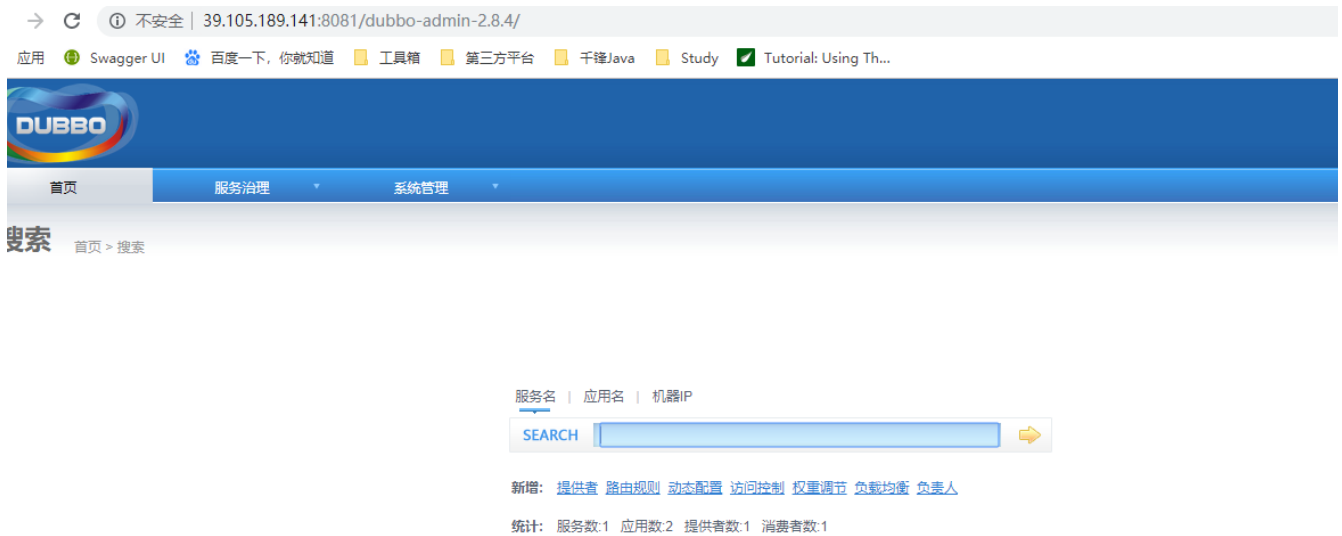 不安全 | 39.105.189.141:8081/dubbo-admin-2.8.4/
应用 Swagger UI 百度一下，你就知道 工具箱 第三方平台 千锋Java Study Tutorial: Using Th...
DUBBO
首页 服务治理 系统管理
搜索 首页 > 搜索
服务名 | 应用名 | 机器IP
SEARCH
新增: 提供者 路由规则 动态配置 访问控制 权重调节 负载均衡 负责人
统计: 服务数:1 应用数:2 提供者数:1 消费者数:1